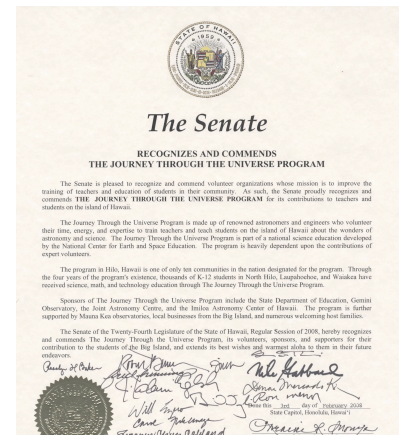 STATE OF HAWAII
1959
The Senate
RECOGNIZES AND COMMENDS
THE JOURNEY THROUGH THE UNIVERSE PROGRAM
The Senate is pleased to recognize and commend volunteer organizations whose mission is to improve the
training of teachers and education of students in their community. As such, the Senate proudly recognizes and
commends THE JOURNEY THROUGH THE UNIVERSE PROGRAM for its contributions to teachers and
students on the island of Hawaii.
The Journey Through the Universe Program is made up of renowned astronomers and engineers who volunteer
their time, energy, and expertise to train teachers and teach students on the island of Hawaii about the wonders of
astronomy and science. The Journey Through the Universe Program is part of a national science education developed
by the National Center for Earth and Space Education. The program is heavily dependent upon the contributions of
expert volunteers.
The program in Hilo, Hawaii is one of only ten communities in the nation designated for the program. Through
the four years of the program's existence, thousands of K-12 students in North Hilo, Laupahoehoe, and Waiakea have
received science, math, and technology education through The Journey Through the Universe Program.
Sponsors of The Journey Through the Universe Program include the State Department of Education, Gemini
Observatory, the Joint Astronomy Centre, and the Imiloa Astronomy Center of Hawaii. The program is further
supported by Mauna Kea observatories, local businesses from the Big Island, and numerous welcoming host families.
The Senate of the Twenty-Fourth Legislature of the State of Hawaii, Regular Session of 2008, hereby recognizes
and commends The Journey Through the Universe Program, its volunteers, sponsors, and supporters for their
contribution to the students of the Big Island, and extends its best wishes and warmest aloha to them in their future
endeavors.
Done this 3rd day of February 2008
State Capitol, Honolulu, Hawai'i